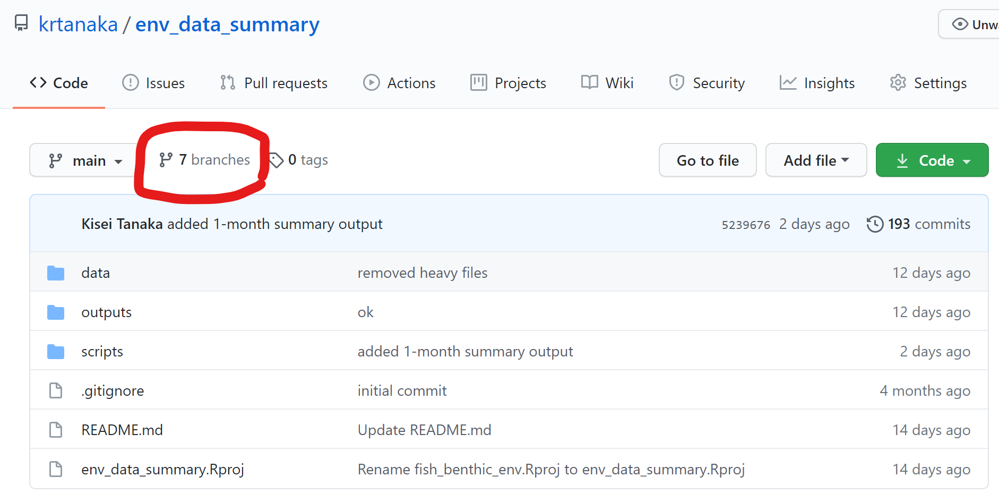 krtanaka / env_data_summary
Code Issues Pull requests Actions Projects Wiki Security Insights Settings
main 7 branches 0 tags Go to file Add file Code
Kisei Tanaka added 1-month summary output 5239676 2 days ago 193 commits
data removed heavy files 12 days ago
outputs ok 12 days ago
scripts added 1-month summary output 2 days ago
.gitignore initial commit 4 months ago
README.md Update README.md 14 days ago
env_data_summary.Rproj Rename fish_benthic_env.Rproj to env_data_summary.Rproj 14 days ago